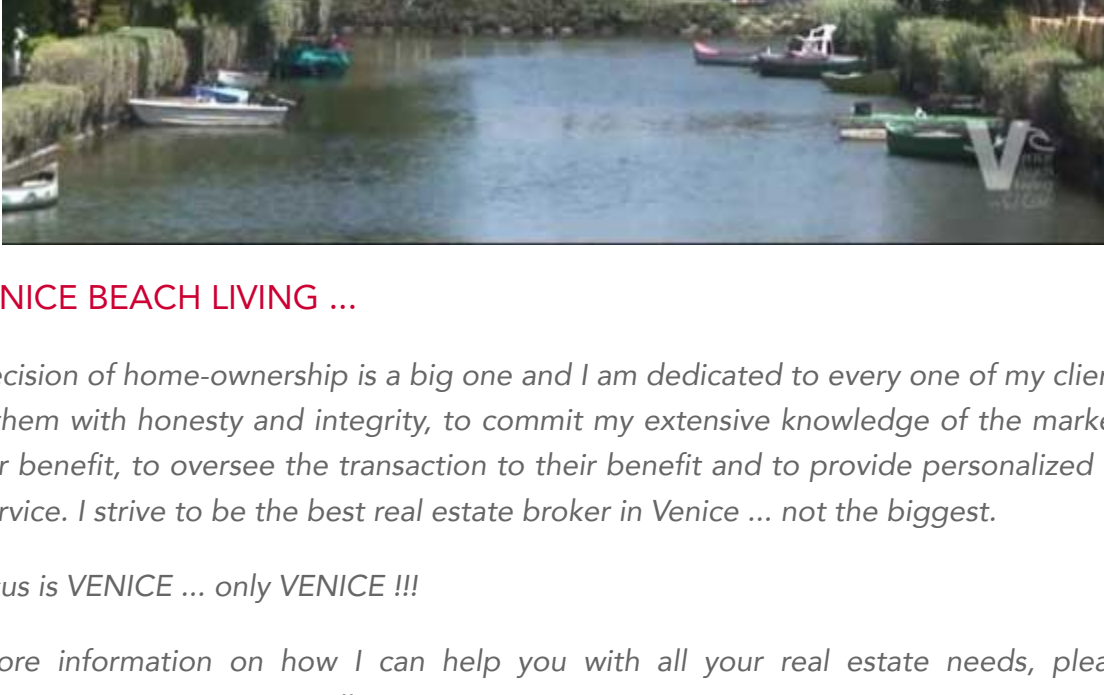 V
NICE BEACH LIVING ...
ecision of home-ownership is a big one and I am dedicated to every one of my clien
them with honesty and integrity, to commit my extensive knowledge of the marke
r benefit, to oversee the transaction to their benefit and to provide personalized
rvice. I strive to be the best real estate broker in Venice ... not the biggest.
us is VENICE ... only VENICE !!!
ore information on how I can help you with all your real estate needs, plea